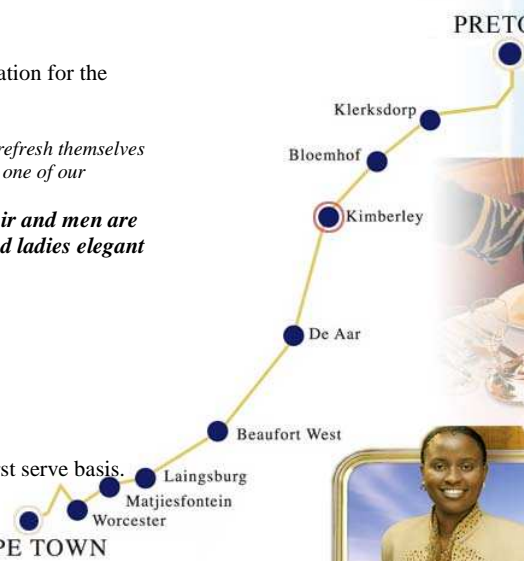 PRETO
ation for the
Klerksdorp
refresh themselves
one of our
Bloemhof
ir and men are
d ladies elegant
Kimberley
De Aar
Beaufort West
rst serve basis.
Laingsburg
Matjiesfontein
Worcester
PE TOWN